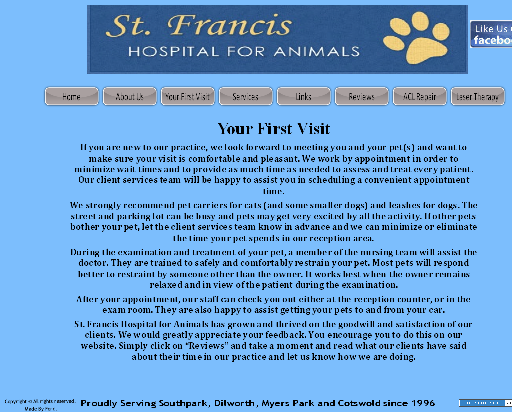 St. Francis
HOSPITAL FOR ANIMALS
Like Us
Home
About Us
Your First Visit
Services
Links
Reviews
ACL Repair
Laser Therapy
Your First Visit
If you are new to our practice, we look forward to meeting you and your pet(s) and want to
make sure your visit is comfortable and pleasant. We work by appointment in order to
minimize wait times and to provide as much time as needed to assess and treat every patient.
Our client services team will be happy to assist you in scheduling a convenient appointment
time.
We strongly recommend pet carriers for cats (and some smaller dogs) and leashes for dogs. The
street and parking lot can be busy and pets may get very excited by all the activity. If other pets
bother your pet, let the client services team know in advance and we can minimize or eliminate
the time your pet spends in our reception area.
During the examination and treatment of your pet, a member of the nursing team will assist the
doctor. They are trained to safely and comfortably restrain your pet. Most pets will respond
better to restraint by someone other than the owner. It works best when the owner remains
relaxed and in view of the patient during the examination.
After your appointment, our staff can check you out either at the reception counter, or in the
exam room. They are also happy to assist getting your pets to and from your car.
St. Francis Hospital for Animals has grown and thrived on the goodwill and satisfaction of our
clients. We would greatly appreciate your feedback. You encourage you to do this on our
website. Simply click on "Reviews" and take a moment and read what our clients have said
about their time in our practice and let us know how we are doing.
Copyright © All rights reserved.
Made By
Proudly Serving Southpark, Dilworth, Myers Park and Cotswold since 1996